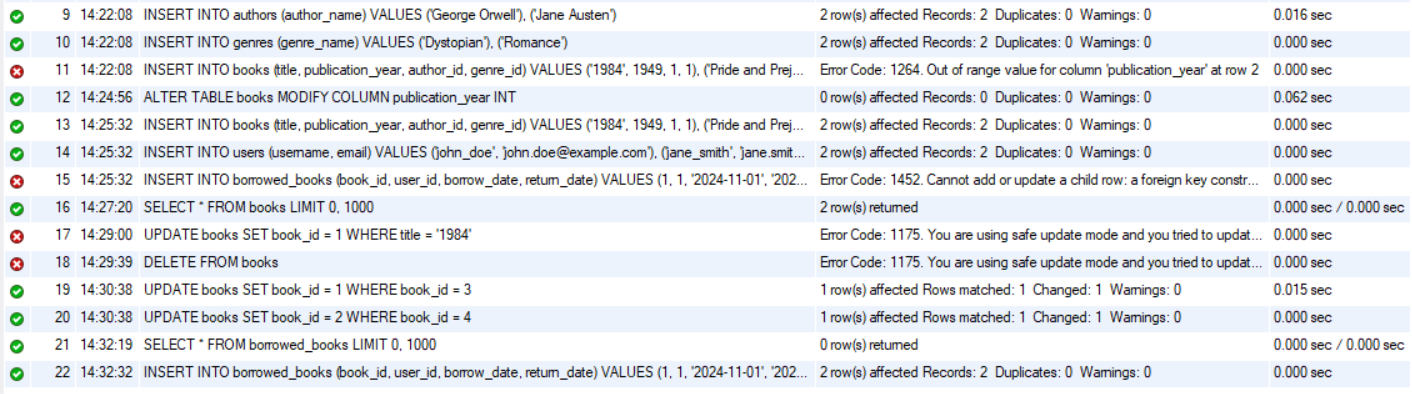 9 14:22:08 INSERT INTO authors (author_name) VALUES ('George Orwell'), ('Jane Austen') 2 row(s) affected Records: 2 Duplicates: 0 Warnings: 0 0.016 sec
10 14:22:08 INSERT INTO genres (genre_name) VALUES ('Dystopian'), ('Romance') 2 row(s) affected Records: 2 Duplicates: 0 Warnings: 0 0.000 sec
11 14:22:08 INSERT INTO books (title, publication_year, author_id, genre_id) VALUES ('1984', 1949, 1, 1), ('Pride and Prej... Error Code: 1264. Out of range value for column 'publication_year' at row 2 0.000 sec
12 14:24:56 ALTER TABLE books MODIFY COLUMN publication_year INT 0 row(s) affected Records: 0 Duplicates: 0 Warnings: 0 0.062 sec
13 14:25:32 INSERT INTO books (title, publication_year, author_id, genre_id) VALUES ('1984', 1949, 1, 1), ('Pride and Prej... 2 row(s) affected Records: 2 Duplicates: 0 Warnings: 0 0.000 sec
14 14:25:32 INSERT INTO users (username, email) VALUES ('john_doe', 'john.doe@example.com'), ('jane_smith', 'jane.smit... 2 row(s) affected Records: 2 Duplicates: 0 Warnings: 0 0.000 sec
15 14:25:32 INSERT INTO borrowed_books (book_id, user_id, borrow_date, return_date) VALUES (1, 1, '2024-11-01', '202... Error Code: 1452. Cannot add or update a child row: a foreign key constr... 0.000 sec
16 14:27:20 SELECT * FROM books LIMIT 0, 1000 2 row(s) returned 0.000 sec / 0.000 sec
17 14:29:00 UPDATE books SET book_id = 1 WHERE title = '1984' Error Code: 1175. You are using safe update mode and you tried to updat... 0.000 sec
18 14:29:39 DELETE FROM books Error Code: 1175. You are using safe update mode and you tried to updat... 0.000 sec
19 14:30:38 UPDATE books SET book_id = 1 WHERE book_id = 3 1 row(s) affected Rows matched: 1 Changed: 1 Warnings: 0 0.015 sec
20 14:30:38 UPDATE books SET book_id = 2 WHERE book_id = 4 1 row(s) affected Rows matched: 1 Changed: 1 Warnings: 0 0.000 sec
21 14:32:19 SELECT * FROM borrowed_books LIMIT 0, 1000 0 row(s) returned 0.000 sec / 0.000 sec
22 14:32:32 INSERT INTO borrowed_books (book_id, user_id, borrow_date, return_date) VALUES (1, 1, '2024-11-01', '202... 2 row(s) affected Records: 2 Duplicates: 0 Warnings: 0 0.000 sec